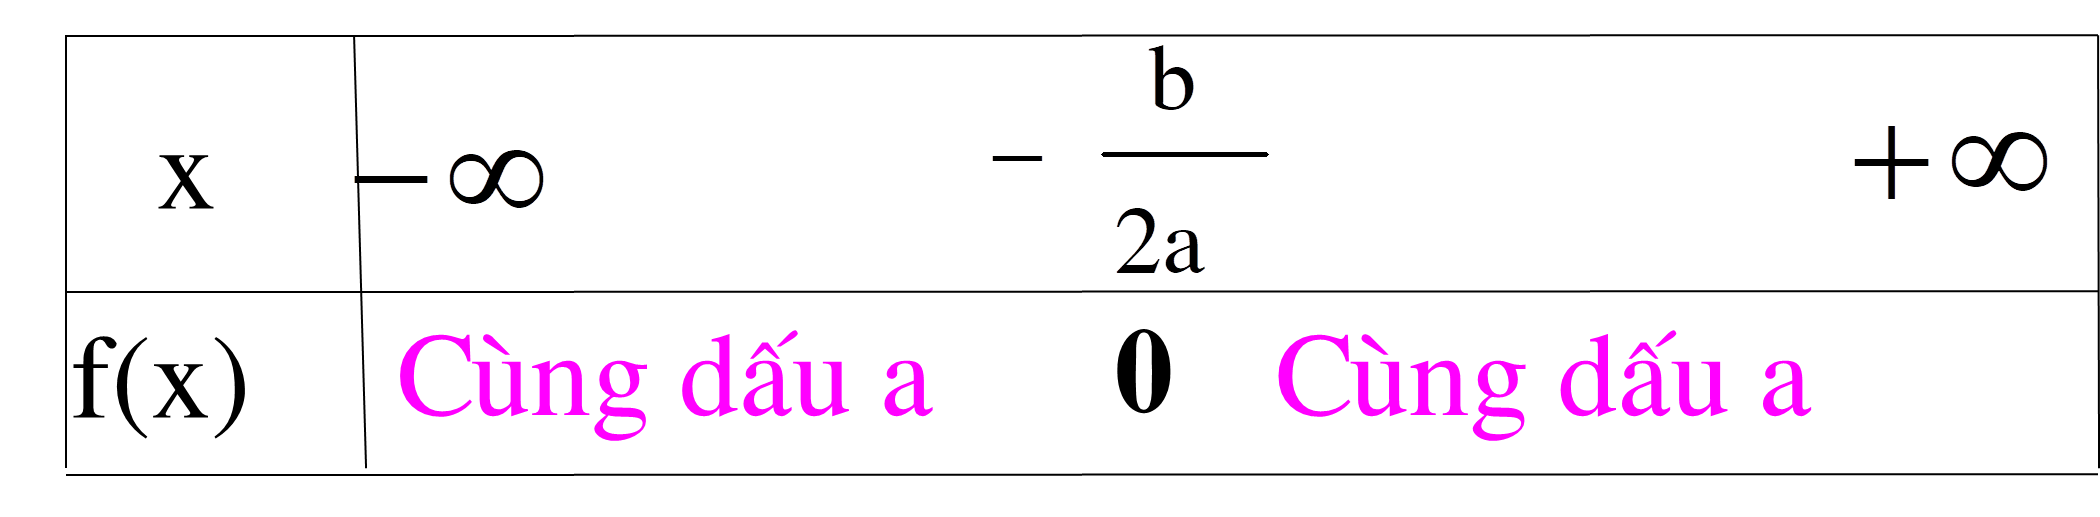 x −∞ − b/2a +∞
f(x) Cùng dấu a 0 Cùng dấu a